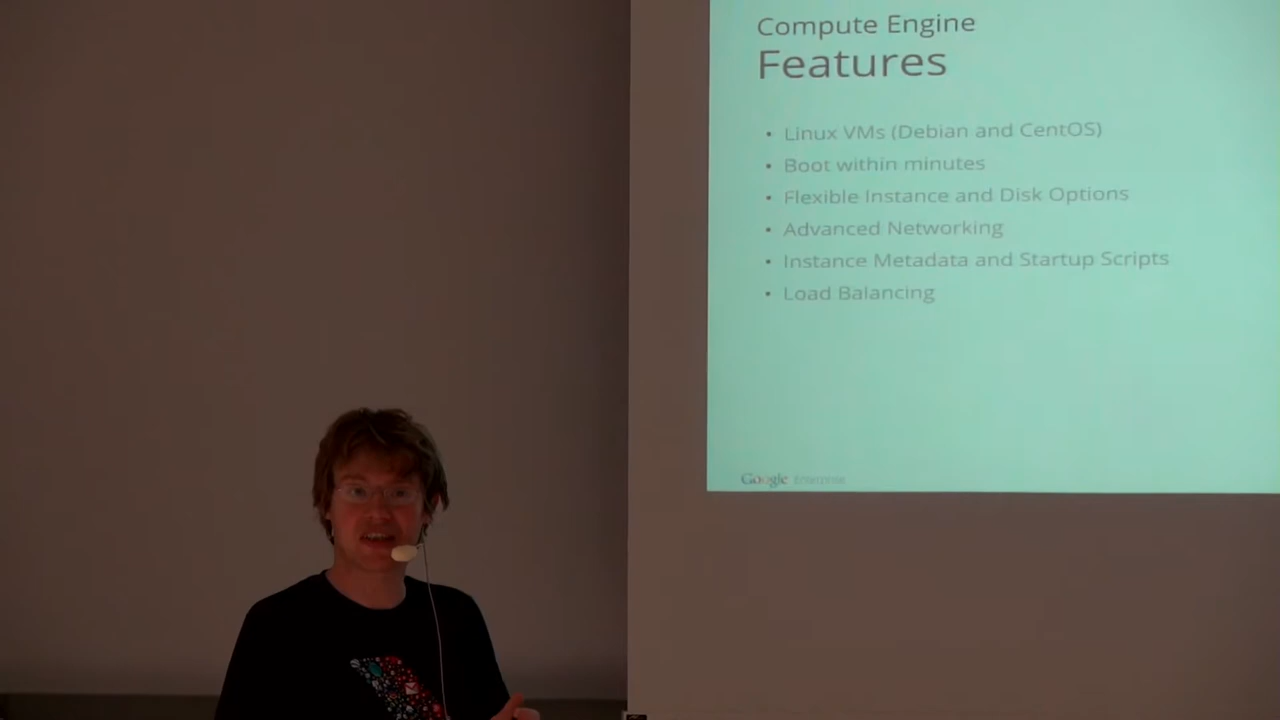 Compute Engine
Features
• Linux VMs (Debian and CentOS)
• Boot within minutes
• Flexible Instance and Disk Options
• Advanced Networking
• Instance Metadata and Startup Scripts
• Load Balancing
Google Enterprise